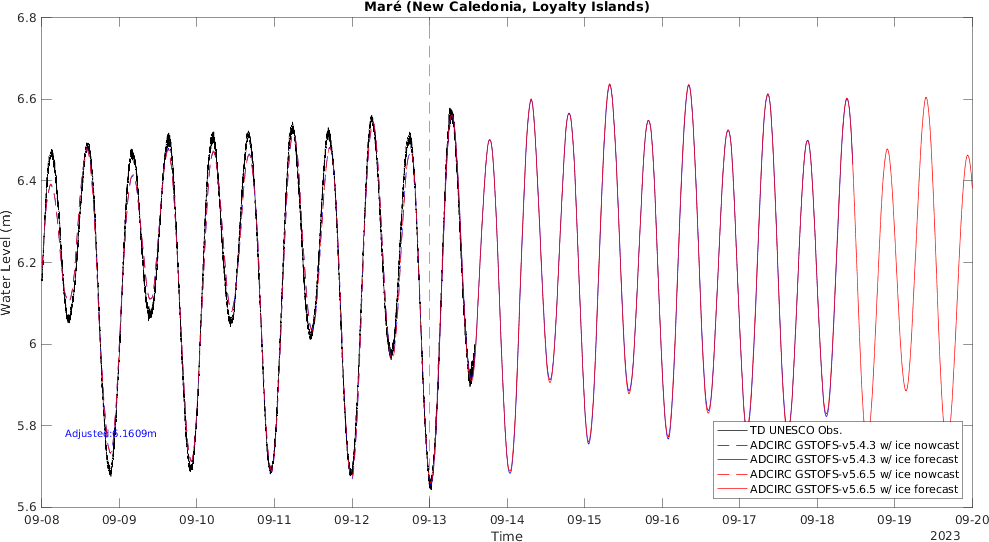 Maré (New Caledonia, Loyalty Islands)
6.8
6.6
6.4
6.2
6
5.8
5.6
Water Level (m)
Adjusted:6.1609m
TD UNESCO Obs.
ADCIRC GSTOFS-v5.4.3 w/ ice nowcast
ADCIRC GSTOFS-v5.4.3 w/ ice forecast
ADCIRC GSTOFS-v5.6.5 w/ ice nowcast
ADCIRC GSTOFS-v5.6.5 w/ ice forecast
09-08 09-09 09-10 09-11 09-12 09-13 09-14 09-15 09-16 09-17 09-18 09-19 09-20
Time
2023